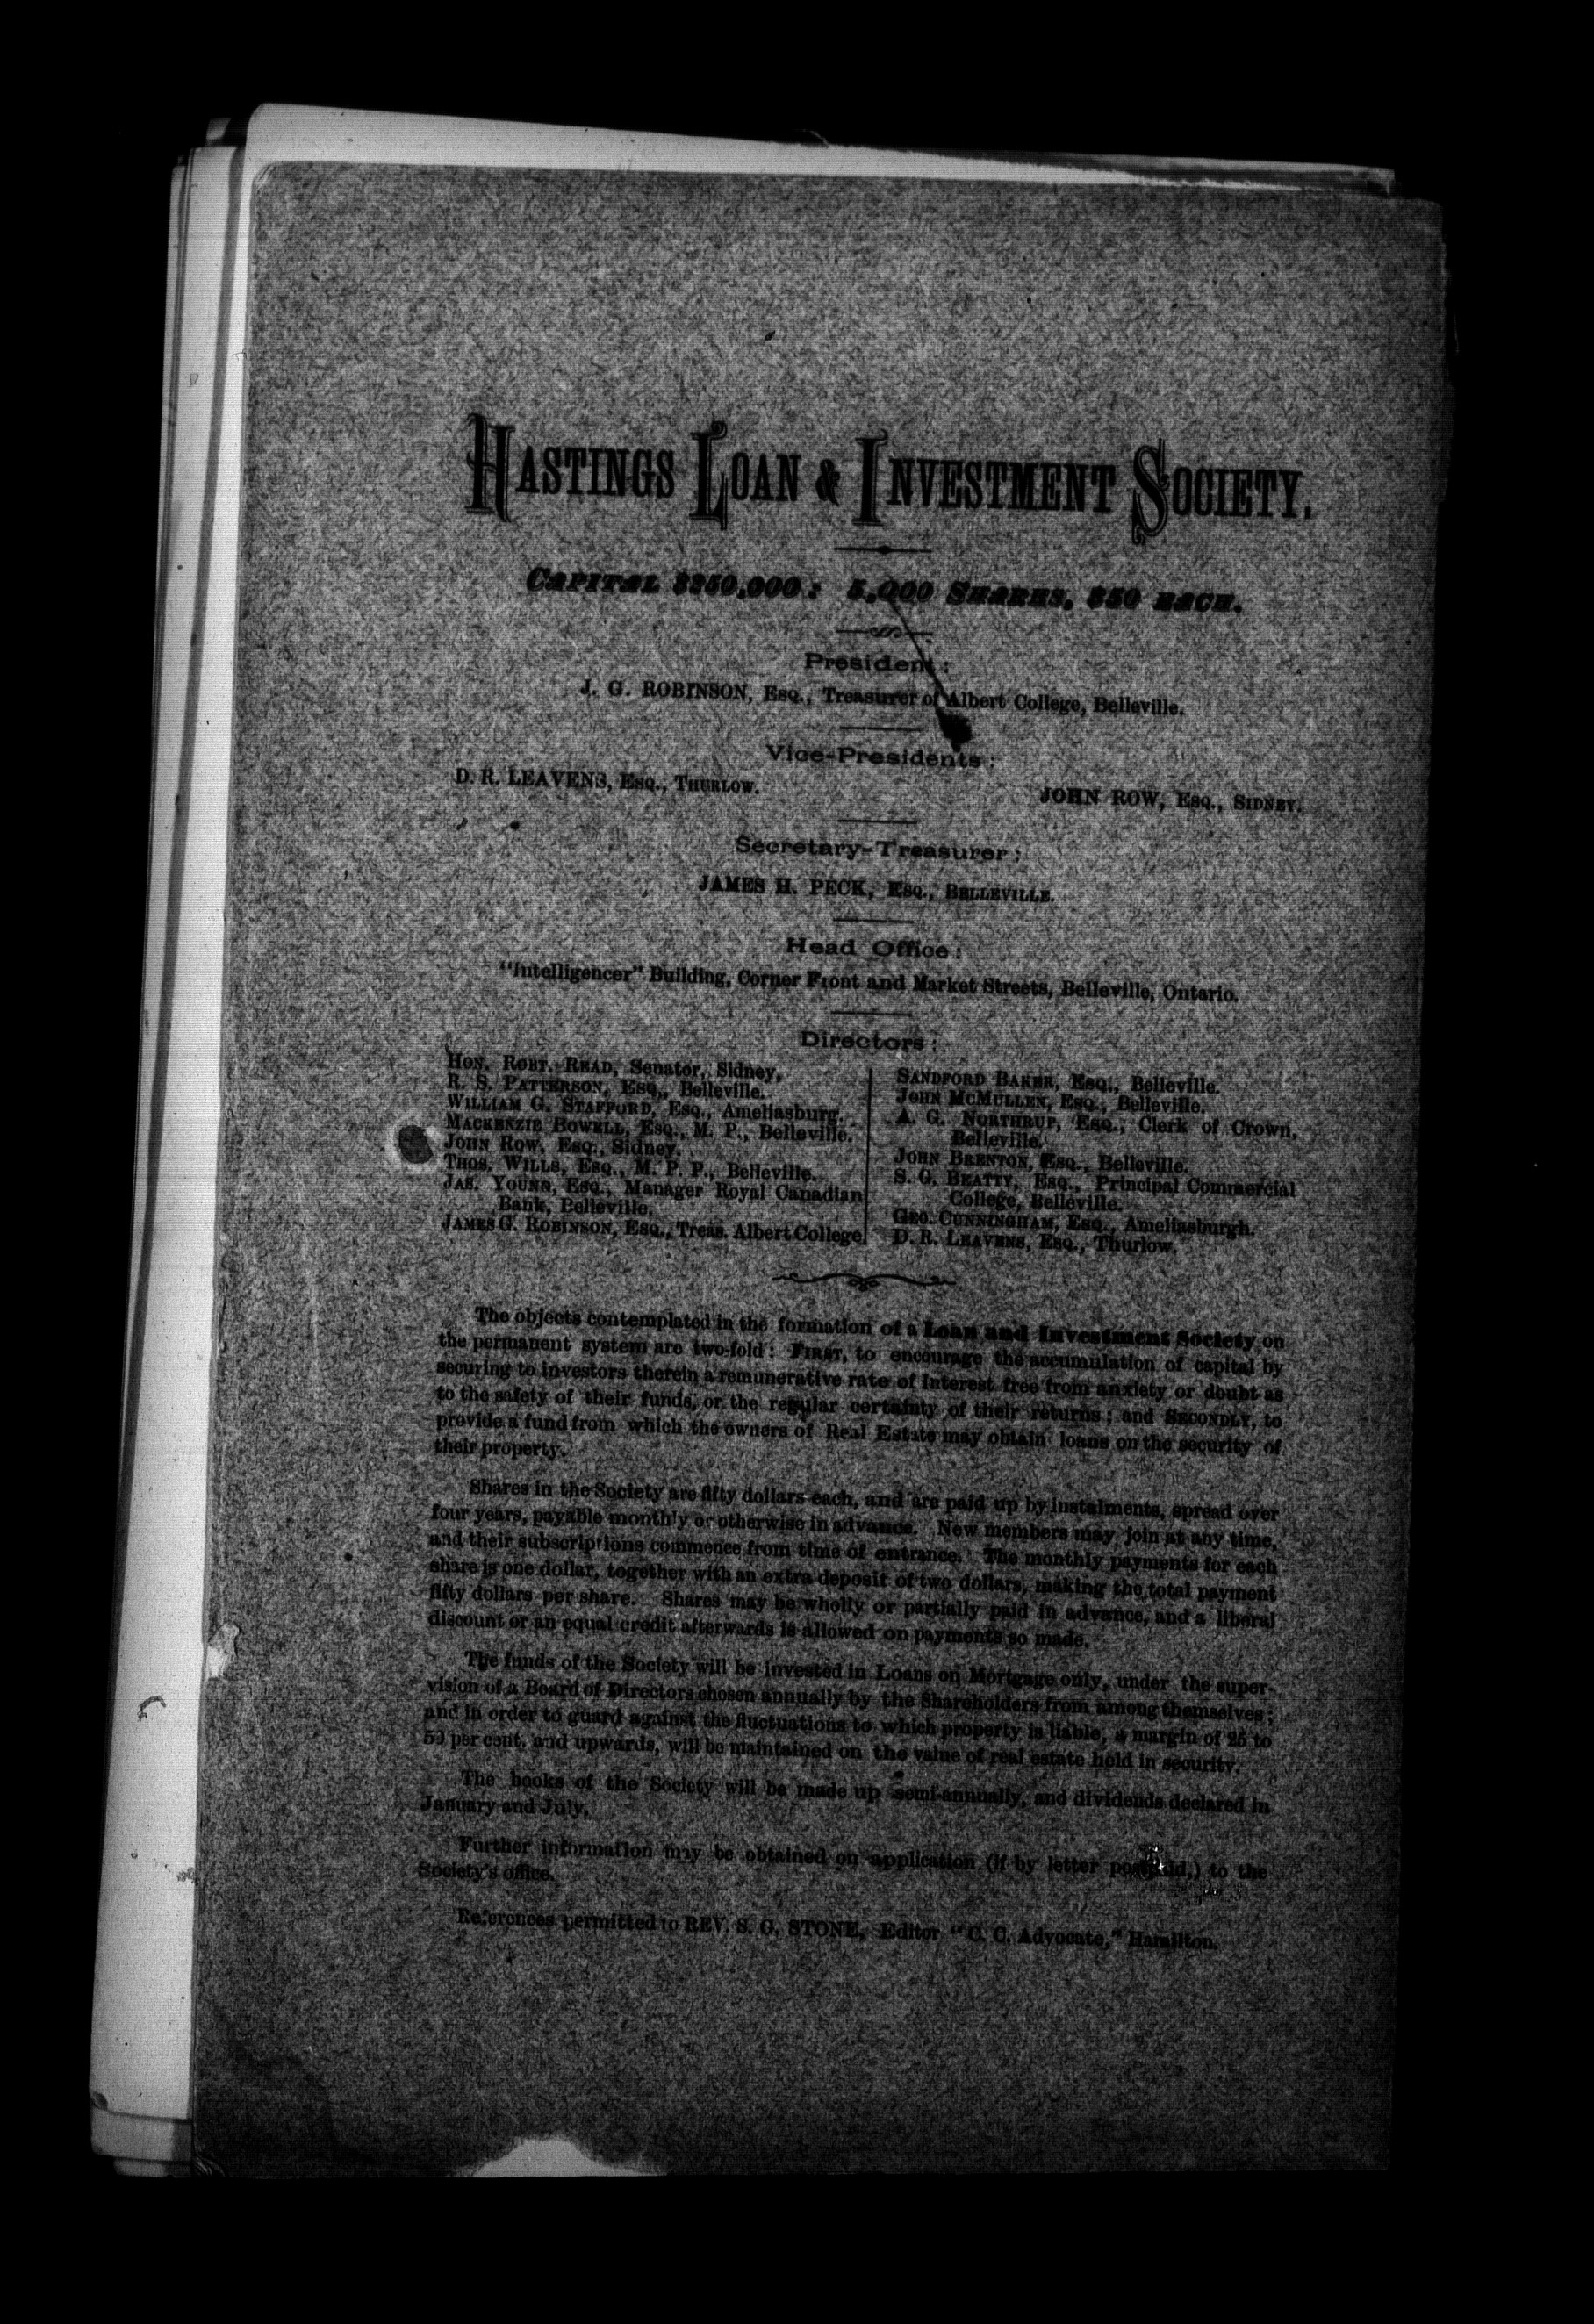 HASTINGS LOAN & INVESTMENT SOCIETY.
CAPITAL $250,000: 5,000 SHARES, $50 EACH.
President:
J. G. ROBINSON, Esq., Treasurer of Albert College, Belleville.
Vice-Presidents:
D. R. LEAVENS, Esq., Thurlow.
JOHN ROW, Esq., Sidney.
Secretary-Treasurer:
JAMES H. PECK, Esq., Belleville.
Head Office:
"Intelligencer" Building, Corner Front and Market Streets, Belleville, Ontario.
Directors:
Hon. Robt. Read, Senator, Sidney,
R. S. Patterson, Esq., Belleville.
William G. Stafford, Esq., Ameliasburg.
Mackenzie Bowell, Esq., M. P., Belleville.
John Row, Esq., Sidney.
Thos. Wills, Esq., M. P. P., Belleville.
Jas. Young, Esq., Manager Royal Canadian
Bank, Belleville.
James G. Robinson, Esq., Treas. Albert College
Sandford Baker, Esq., Belleville.
John McMullen, Esq., Belleville.
A. G. Northrup, Esq., Clerk of Crown,
Belleville.
John Brenton, Esq., Belleville.
S. G. Beatty, Esq., Principal Commercial
College, Belleville.
Geo. Cunningham, Esq., Ameliasburgh.
D. R. Leavens, Esq., Thurlow.
The objects contemplated in the formation of a Loan and Investment Society on
the permanent system are two-fold: First, to encourage the accumulation of capital by
securing to investors therein a remunerative rate of interest free from anxiety or doubt as
to the safety of their funds, or the regular certainty of their returns; and Secondly, to
provide a fund from which the owners of Real Estate may obtain loans on the security of
their property.
Shares in the Society are fifty dollars each, and are paid up by instalments, spread over
four years, payable monthly or otherwise in advance. New members may join at any time,
and their subscriptions commence from time of entrance. The monthly payments for each
share is one dollar, together with an extra deposit of two dollars, making the total payment
fifty dollars per share. Shares may be wholly or partially paid in advance, and a liberal
discount or an equal credit afterwards is allowed on payments so made.
The funds of the Society will be invested in Loans on Mortgage only, under the super-
vision of a Board of Directors chosen annually by the Shareholders from among themselves;
and in order to guard against the fluctuations to which property is liable, a margin of 25 to
50 per cent. and upwards, will be maintained on the value of real estate held in security.
The books of the Society will be made up semi-annually, and dividends declared in
January and July.
Further information may be obtained on application (if by letter postpaid,) to the
Society's office.
References permitted to REV. S. G. STONE, Editor "C. C. Advocate," Hamilton.